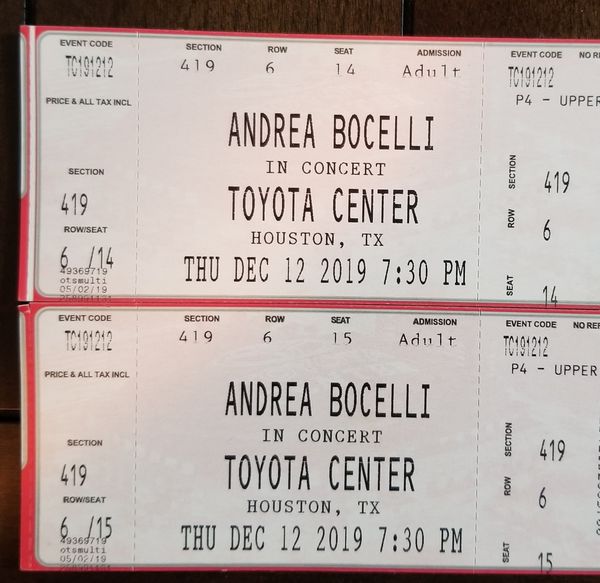 EVENT CODE SECTION ROW SEAT ADMISSION EVENT CODE NO RE
TC191212 419 6 14 Adult TC191212
PRICE & ALL TAX INCL P4 - UPPER
ANDREA BOCELLI
IN CONCERT
SECTION TOYOTA CENTER SECTION 419
419
ROW/SEAT HOUSTON, TX ROW 6
6 /14 THU DEC 12 2019 7:30 PM
49369719
otsmulti
05/02/19
SEAT 14
EVENT CODE SECTION ROW SEAT ADMISSION EVENT CODE NO REF
TC191212 419 6 15 Adult TC191212
PRICE & ALL TAX INCL P4 - UPPER
ANDREA BOCELLI
IN CONCERT
SECTION TOYOTA CENTER SECTION 419
419
ROW/SEAT HOUSTON, TX ROW 6
6 /15 THU DEC 12 2019 7:30 PM
49369719
otsmulti
05/02/19
SEAT 15